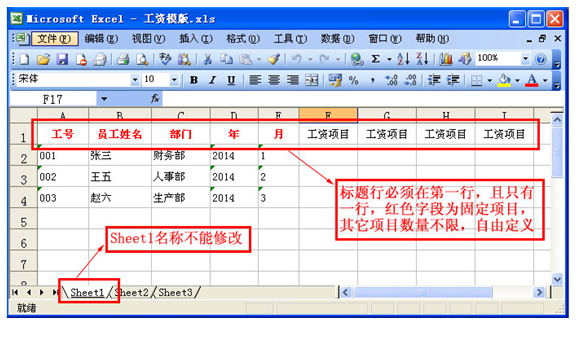 Microsoft Excel - 工资模版.xls
文件(F) 编辑(E) 视图(V) 插入(I) 格式(O) 工具(T) 数据(D) 窗口(W) 帮助(H)
100%
宋体 10 B I U
F17 fx
A B C D E F G H I
1 工号 员工姓名 部门 年 月 工资项目 工资项目 工资项目 工资项目
2 001 张三 财务部 2014 1
3 002 王五 人事部 2014 2
4 003 赵六 生产部 2014 3
5
6
7
8
标题行必须在第一行，且只有
一行，红色字段为固定项目，
其它项目数量不限，自由定义
Sheet1名称不能修改
Sheet1 Sheet2 Sheet3
就绪